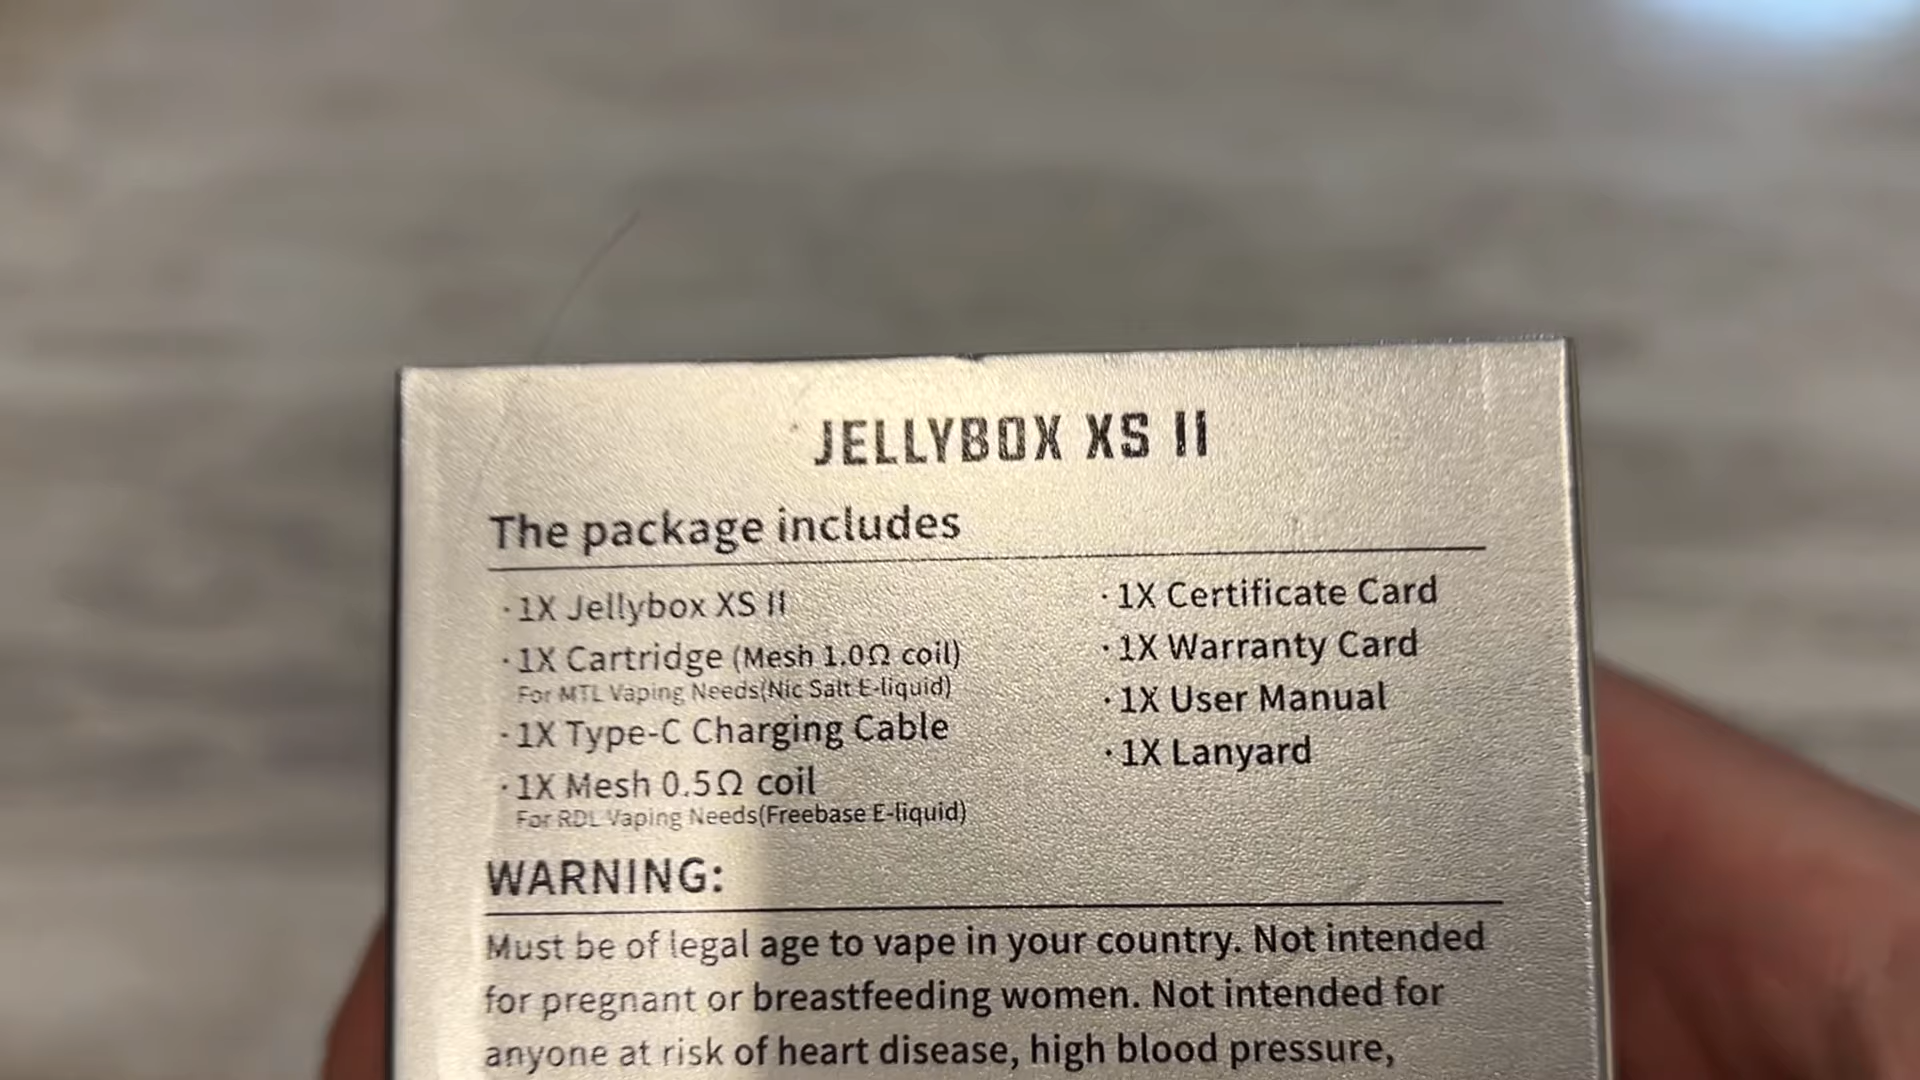 JELLYBOX XS II
The package includes
· 1X Jellybox XS II
· 1X Cartridge (Mesh 1.0Ω coil)
For MTL Vaping Needs(Nic Salt E-liquid)
· 1X Type-C Charging Cable
· 1X Mesh 0.5Ω coil
For RDL Vaping Needs(Freebase E-liquid)
· 1X Certificate Card
· 1X Warranty Card
· 1X User Manual
· 1X Lanyard
WARNING:
Must be of legal age to vape in your country. Not intended
for pregnant or breastfeeding women. Not intended for
anyone at risk of heart disease, high blood pressure,